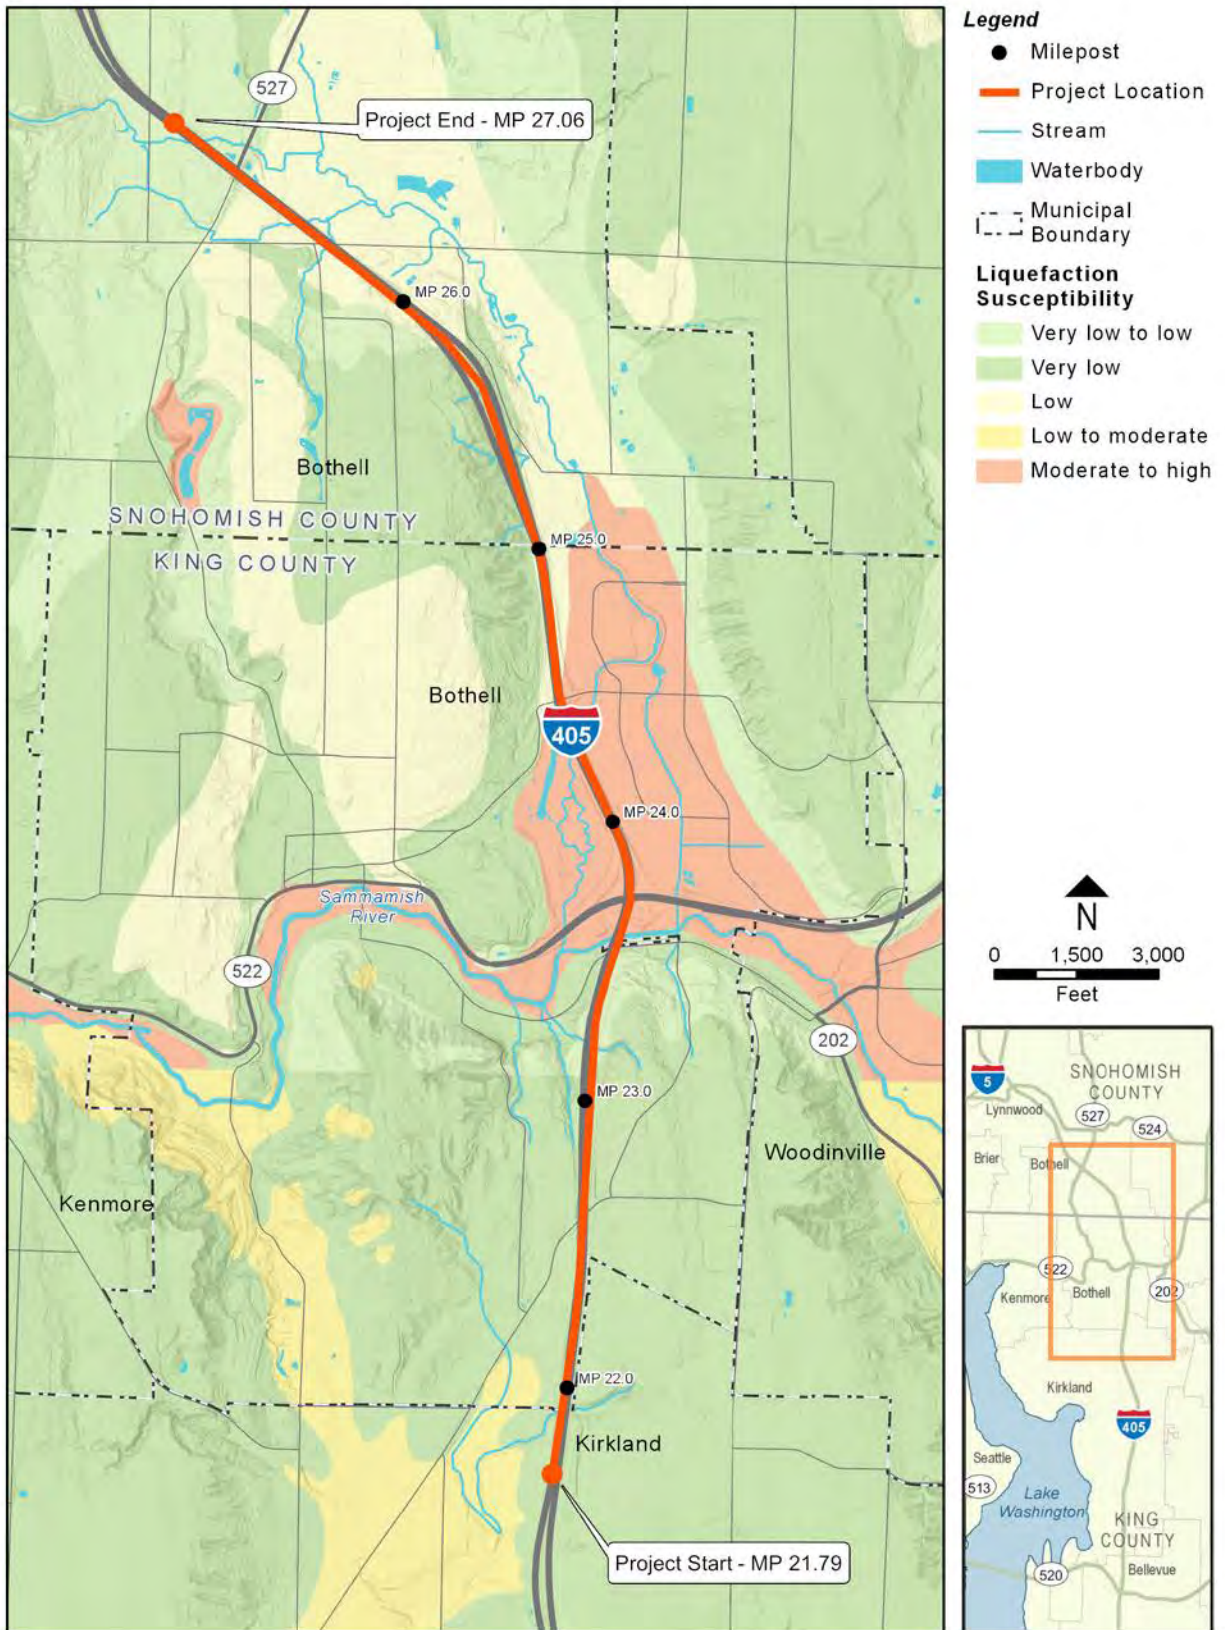 527
Project End - MP 27.06
MP 26.0
Bothell
SNOHOMISH COUNTY
MP 25.0
KING COUNTY
Bothell
405
MP 24.0
Sammamish
River
522
202
MP 23.0
Woodinville
Kenmore
MP 22.0
Kirkland
Project Start - MP 21.79
Legend
Milepost
Project Location
Stream
Waterbody
Municipal
Boundary
Liquefaction
Susceptibility
Very low to low
Very low
Low
Low to moderate
Moderate to high
N
0 1,500 3,000
Feet
5
SNOHOMISH
COUNTY
Lynnwood
527
524
Brier
Bothell
522
Kenmore
Bothell
202
Kirkland
405
Seattle
513
Lake
Washington
KING
COUNTY
520
Bellevue